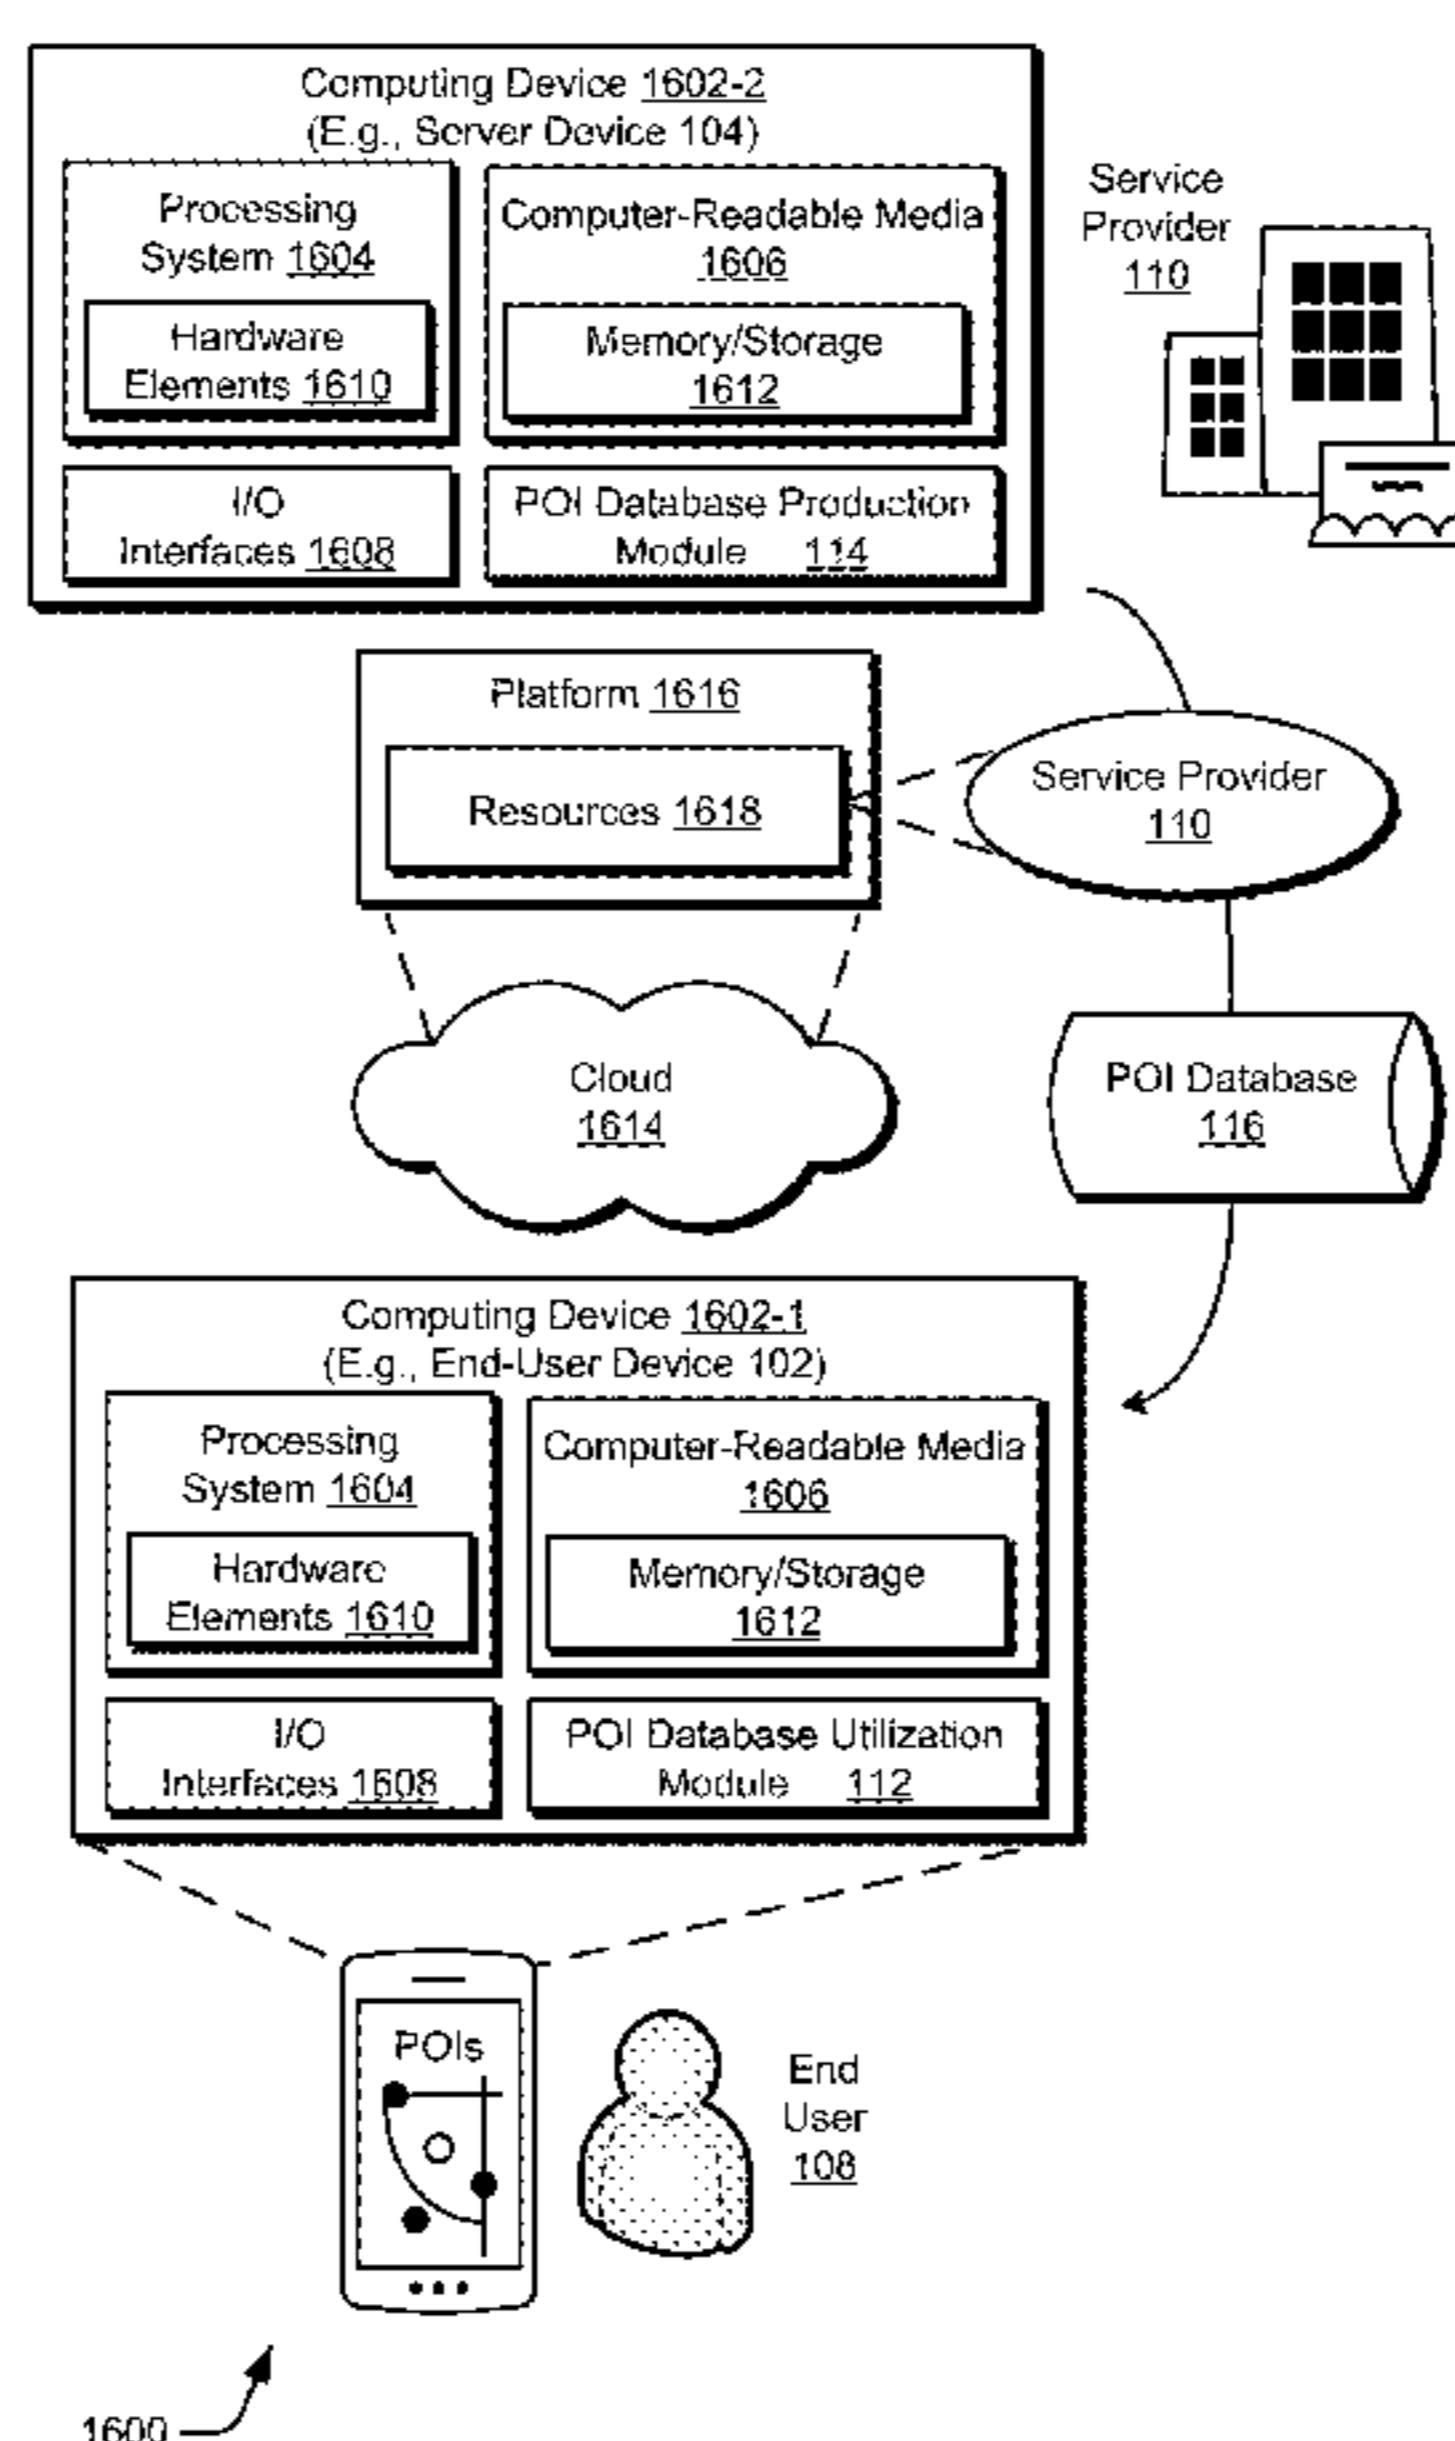 Computing Device 1602-2
(E.g., Server Device 104)
Processing
System 1604
Hardware
Elements 1610
Computer-Readable Media
1606
Memory/Storage
1612
I/O
Interfaces 1608
POI Database Production
Module 114
Service
Provider
110
Platform 1616
Resources 1618
Service Provider
110
Cloud
1614
POI Database
116
Computing Device 1602-1
(E.g., End-User Device 102)
Processing
System 1604
Hardware
Elements 1610
Computer-Readable Media
1606
Memory/Storage
1612
I/O
Interfaces 1608
POI Database Utilization
Module 112
POIs
End
User
108
1600